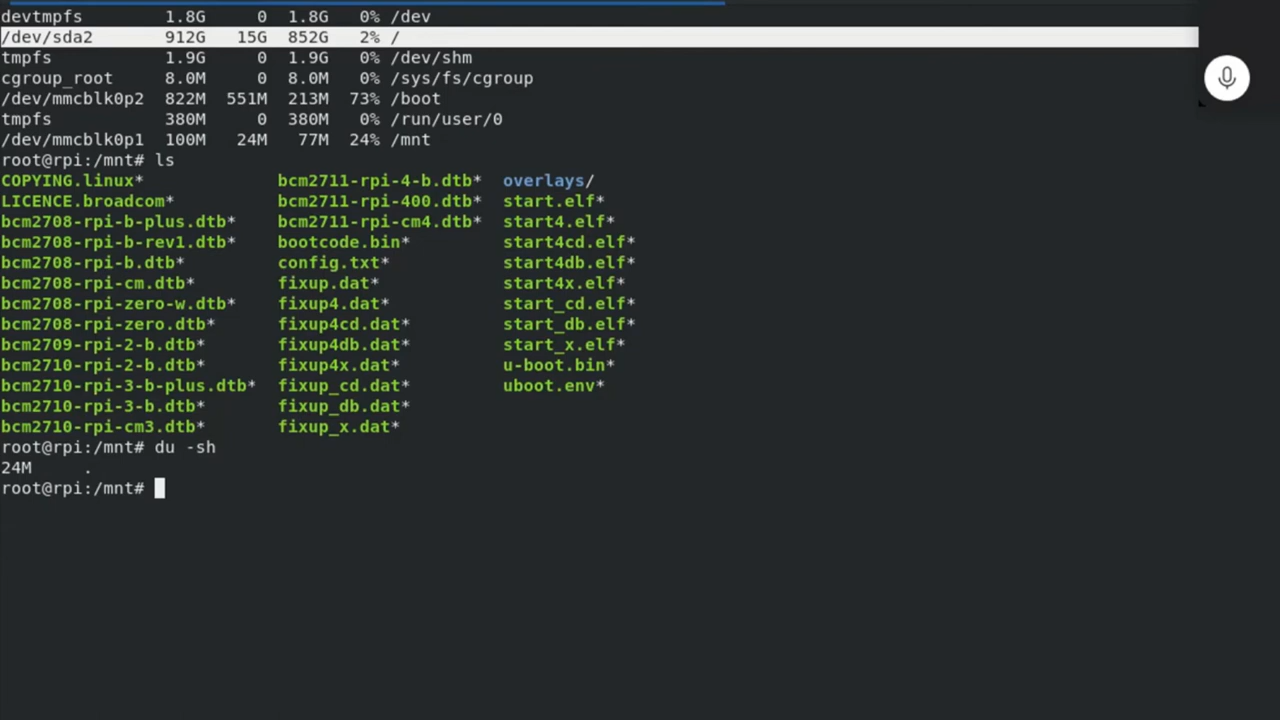 devtmpfs 1.8G 0 1.8G 0% /dev
/dev/sda2 912G 15G 852G 2% /
tmpfs 1.9G 0 1.9G 0% /dev/shm
cgroup_root 8.0M 0 8.0M 0% /sys/fs/cgroup
/dev/mmcblk0p2 822M 551M 213M 73% /boot
tmpfs 380M 0 380M 0% /run/user/0
/dev/mmcblk0p1 100M 24M 77M 24% /mnt
root@rpi:/mnt# ls
COPYING.linux* bcm2711-rpi-4-b.dtb* overlays/
LICENCE.broadcom* bcm2711-rpi-400.dtb* start.elf*
bcm2708-rpi-b-plus.dtb* bcm2711-rpi-cm4.dtb* start4.elf*
bcm2708-rpi-b-rev1.dtb* bootcode.bin* start4cd.elf*
bcm2708-rpi-b.dtb* config.txt* start4db.elf*
bcm2708-rpi-cm.dtb* fixup.dat* start4x.elf*
bcm2708-rpi-zero-w.dtb* fixup4.dat* start_cd.elf*
bcm2708-rpi-zero.dtb* fixup4cd.dat* start_db.elf*
bcm2709-rpi-2-b.dtb* fixup4db.dat* start_x.elf*
bcm2710-rpi-2-b.dtb* fixup4x.dat* u-boot.bin*
bcm2710-rpi-3-b-plus.dtb* fixup_cd.dat* uboot.env*
bcm2710-rpi-3-b.dtb* fixup_db.dat*
bcm2710-rpi-cm3.dtb* fixup_x.dat*
root@rpi:/mnt# du -sh
24M .
root@rpi:/mnt#